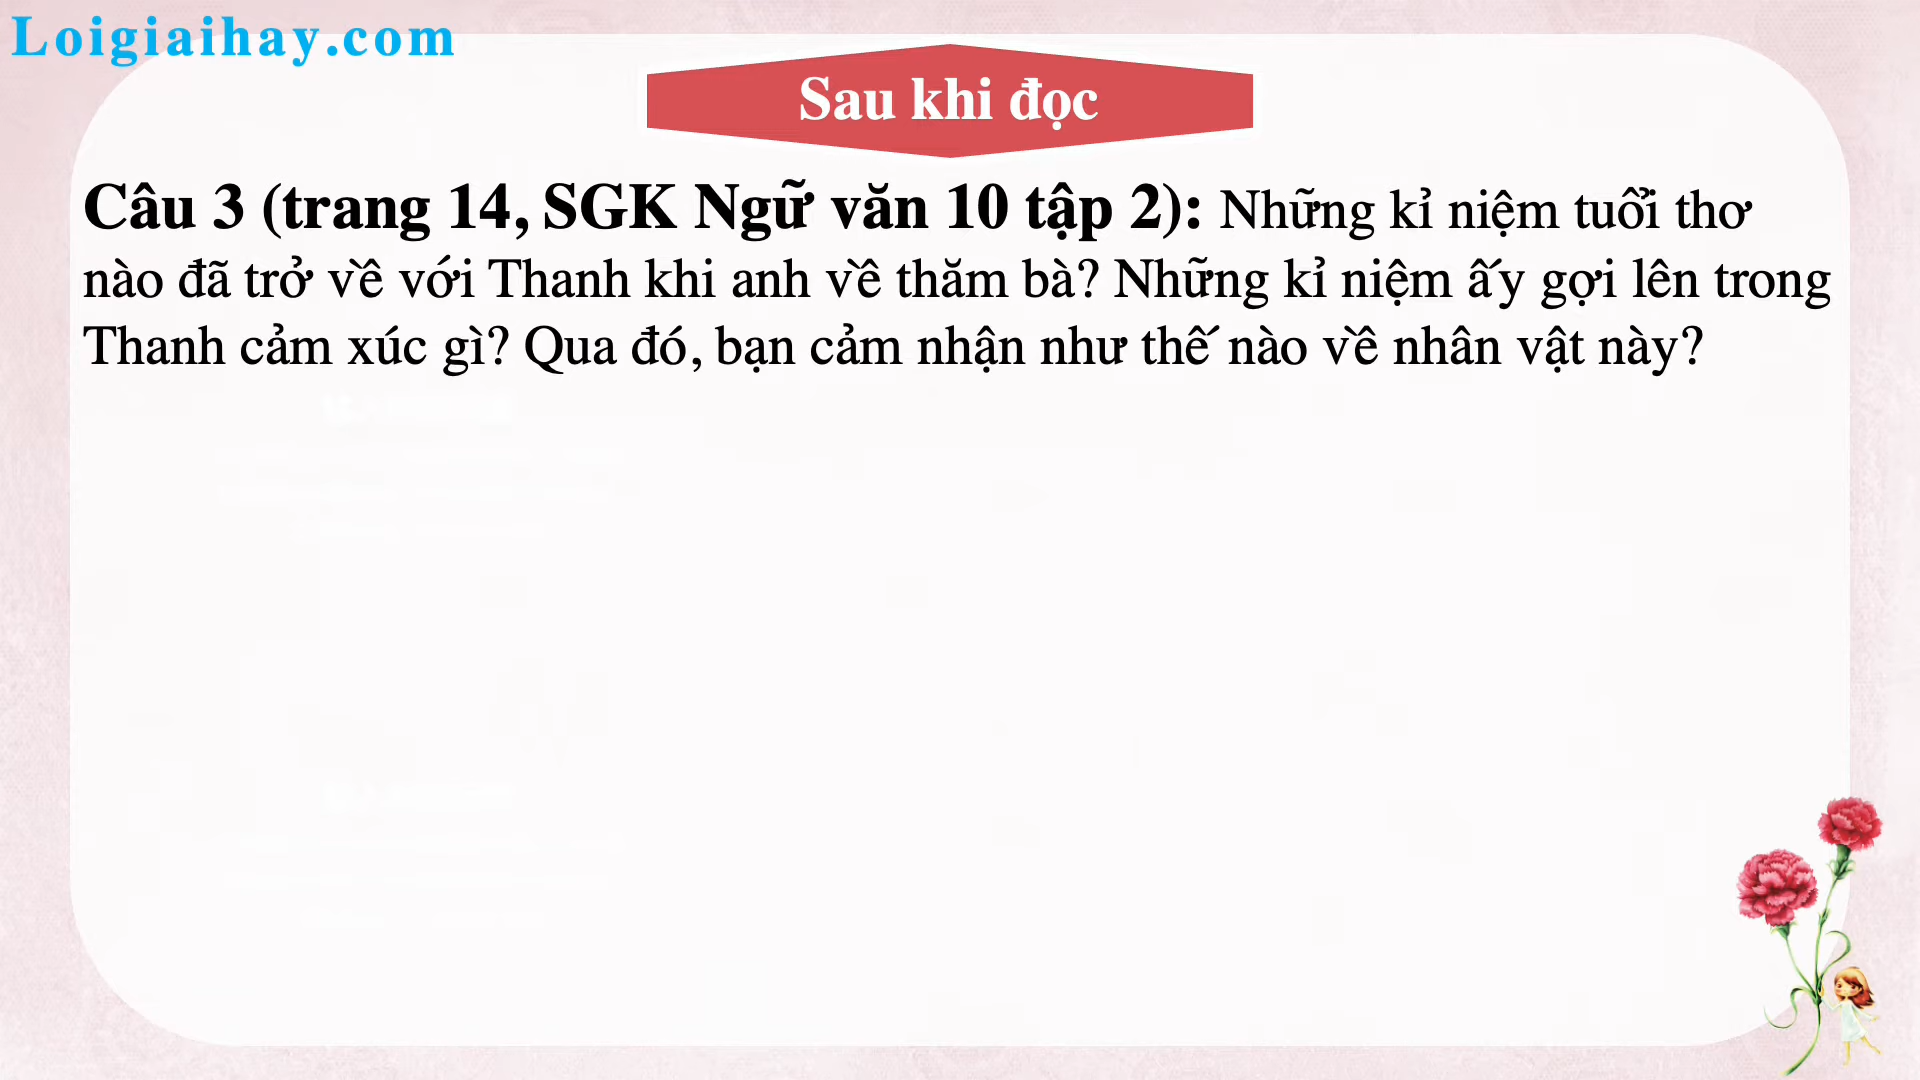 Loigiaihay.com
Sau khi đọc
Câu 3 (trang 14, SGK Ngữ văn 10 tập 2): Những kỉ niệm tuổi thơ
nào đã trở về với Thanh khi anh về thăm bà? Những kỉ niệm ấy gợi lên trong
Thanh cảm xúc gì? Qua đó, bạn cảm nhận như thế nào về nhân vật này?